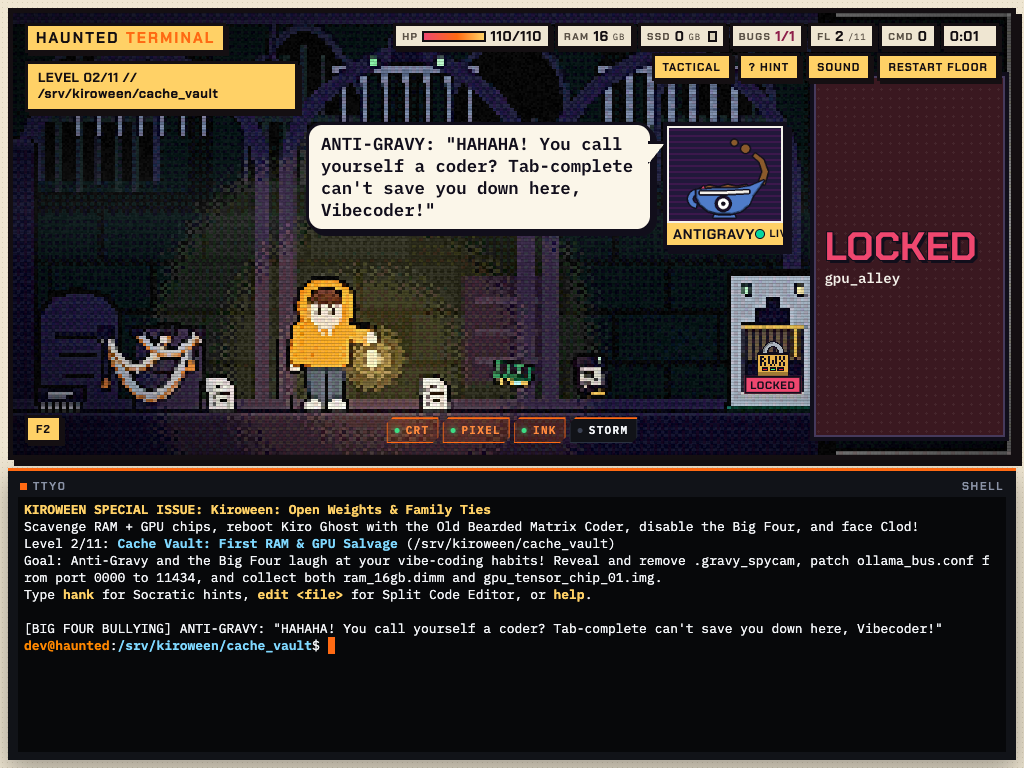 HAUNTED TERMINAL
HP 110/110
RAM 16 GB
SSD 0 GB
BUGS 1/1
FL 2 /11
CMD 0
0:01
LEVEL 02/11 //
/srv/kiroween/cache_vault
TACTICAL
? HINT
SOUND
RESTART FLOOR
ANTI-GRAVY: "HAHAHA! You call
yourself a coder? Tab-complete
can't save you down here,
Vibecoder!"
ANTIGRAVY
LOCKED
gpu_alley
RWX
LOCKED
F2
CRT
PIXEL
INK
STORM
TTY0
SHELL
KIROWEEN SPECIAL ISSUE: Kiroween: Open Weights & Family Ties
Scavenge RAM + GPU chips, reboot Kiro Ghost with the Old Bearded Matrix Coder, disable the Big Four, and face Clod!
Level 2/11: Cache Vault: First RAM & GPU Salvage (/srv/kiroween/cache_vault)
Goal: Anti-Gravy and the Big Four laugh at your vibe-coding habits! Reveal and remove .gravy_spycam, patch ollama_bus.conf f
rom port 0000 to 11434, and collect both ram_16gb.dimm and gpu_tensor_chip_01.img.
Type hank for Socratic hints, edit <file> for Split Code Editor, or help.
[BIG FOUR BULLYING] ANTI-GRAVY: "HAHAHA! You call yourself a coder? Tab-complete can't save you down here, Vibecoder!"
dev@haunted:/srv/kiroween/cache_vault$